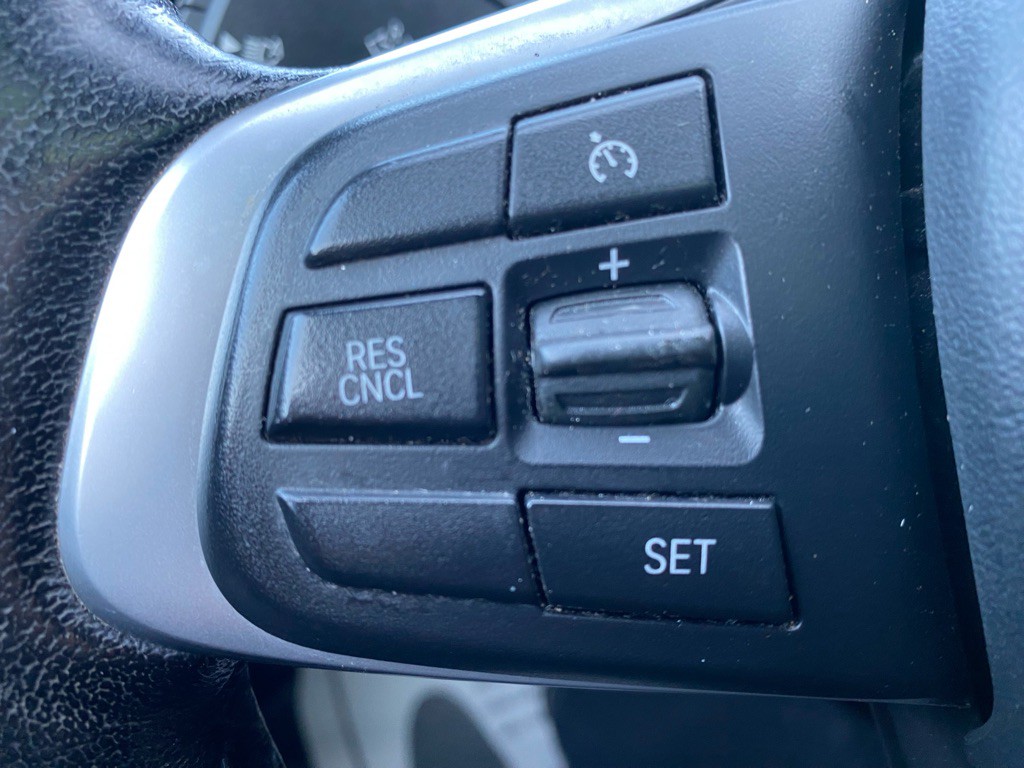 +
RES
CNCL
–
SET